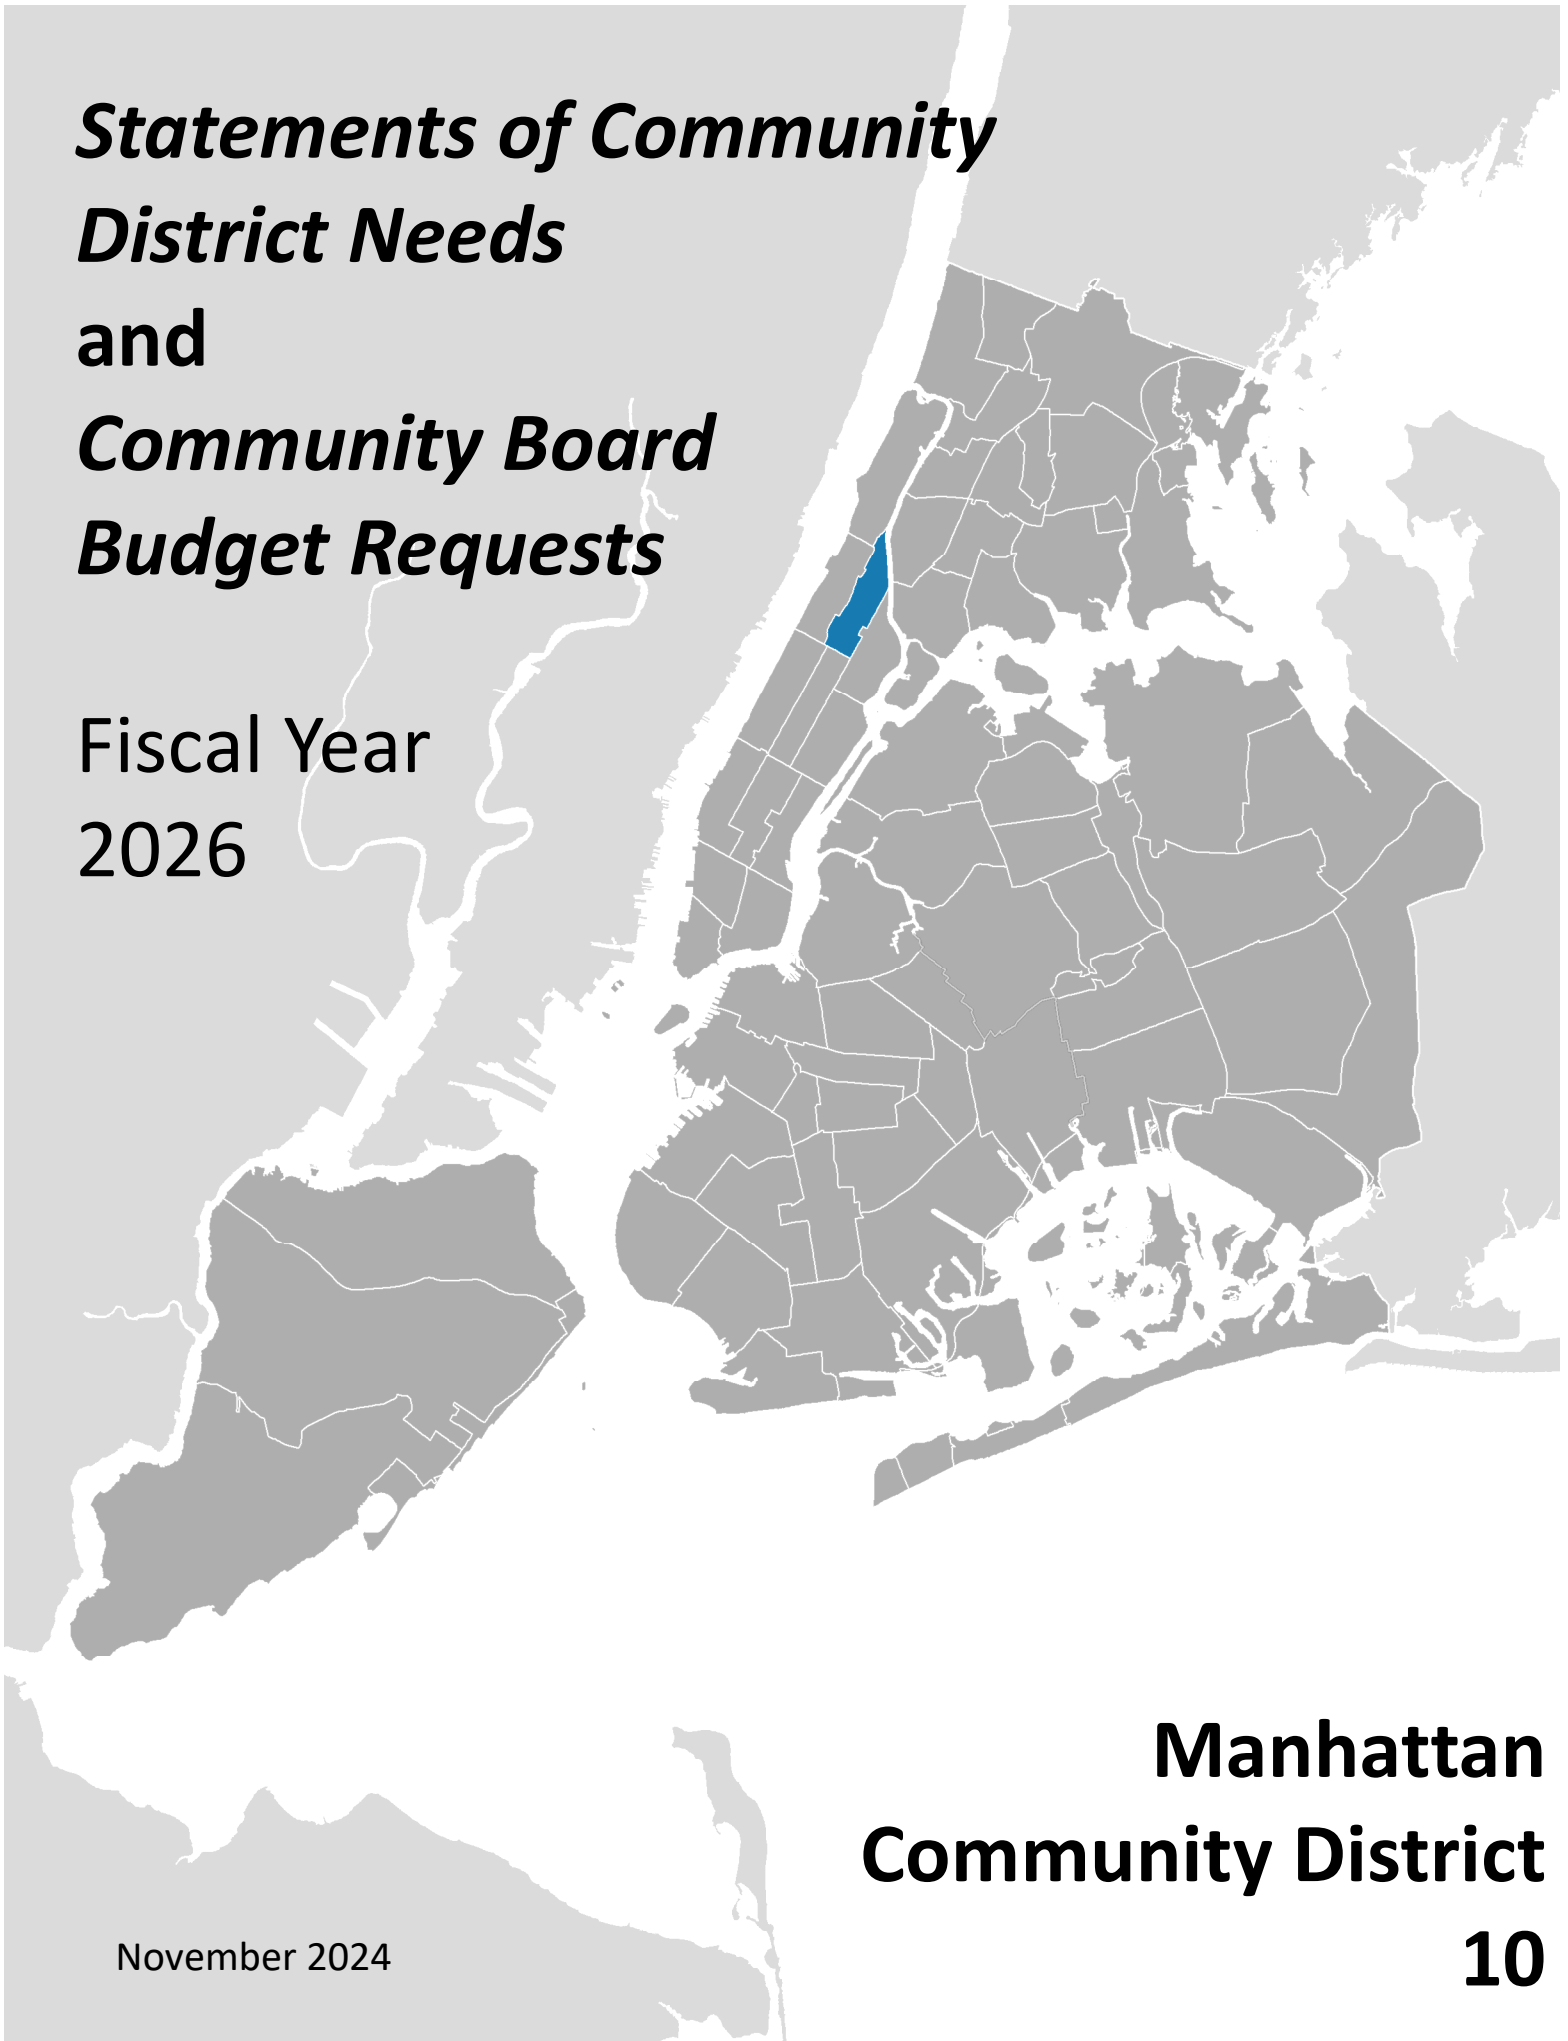 Statements of Community
District Needs
and
Community Board
Budget Requests
Fiscal Year
2026
Manhattan
Community District
10
November 2024